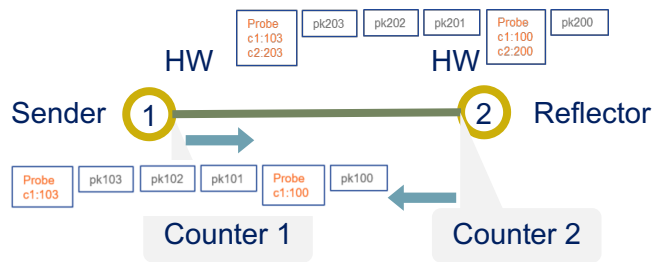 Probe
c1:103
c2:203
pk203
pk202
pk201
Probe
c1:100
c2:200
pk200
HW
HW
Sender
1
2
Reflector
Probe
c1:103
pk103
pk102
pk101
Probe
c1:100
pk100
Counter 1
Counter 2